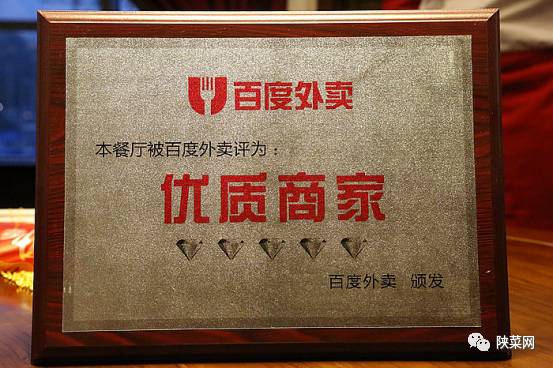 百度外卖
本餐厅被百度外卖评为：
优质商家
百度外卖 颁发
陕菜网